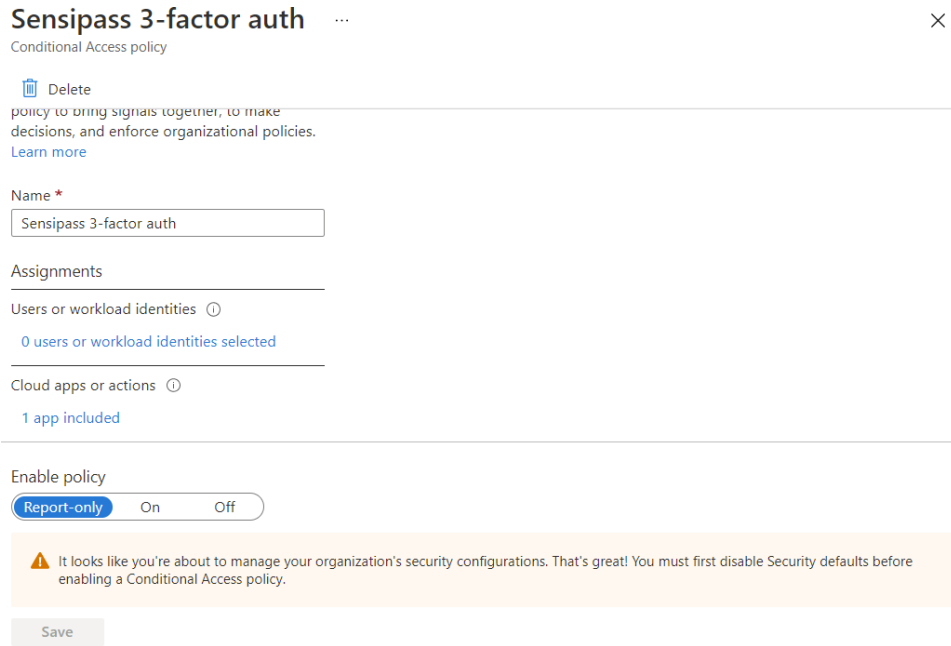 Sensipass 3-factor auth ...
Conditional Access policy
Delete
policy to bring signals together, to make
decisions, and enforce organizational policies.
Learn more
Name *
Sensipass 3-factor auth
Assignments
Users or workload identities
0 users or workload identities selected
Cloud apps or actions
1 app included
Enable policy
Report-only On Off
It looks like you're about to manage your organization's security configurations. That's great! You must first disable Security defaults before
enabling a Conditional Access policy.
Save